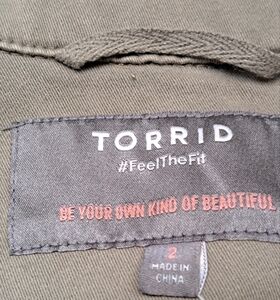 TORRID
#FeelTheFit
BE YOUR OWN KIND OF BEAUTIFUL
2
MADE IN
CHINA